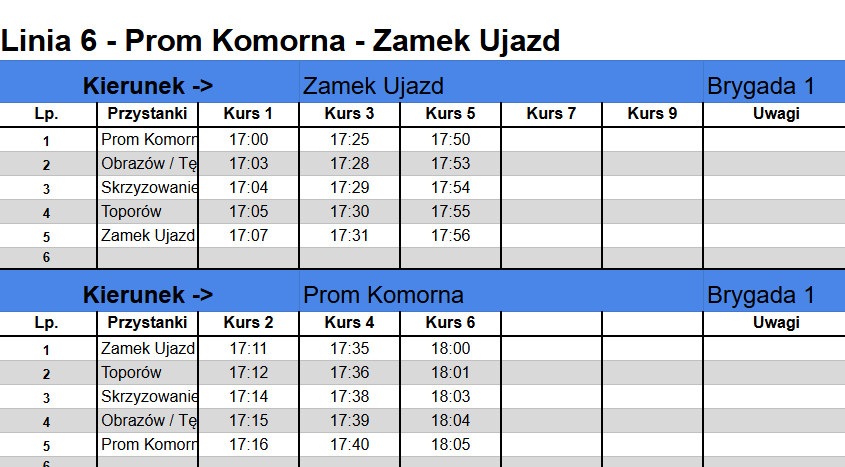 Linia 6 - Prom Komorna - Zamek Ujazd
Kierunek -> Zamek Ujazd Brygada 1
Lp. Przystanki Kurs 1 Kurs 3 Kurs 5 Kurs 7 Kurs 9 Uwagi
1 Prom Komorn 17:00 17:25 17:50
2 Obrazów / Tę 17:03 17:28 17:53
3 Skrzyzowanie 17:04 17:29 17:54
4 Toporów 17:05 17:30 17:55
5 Zamek Ujazd 17:07 17:31 17:56
6
Kierunek -> Prom Komorna Brygada 1
Lp. Przystanki Kurs 2 Kurs 4 Kurs 6 Uwagi
1 Zamek Ujazd 17:11 17:35 18:00
2 Toporów 17:12 17:36 18:01
3 Skrzyzowanie 17:14 17:38 18:03
4 Obrazów / Tę 17:15 17:39 18:04
5 Prom Komorn 17:16 17:40 18:05
6